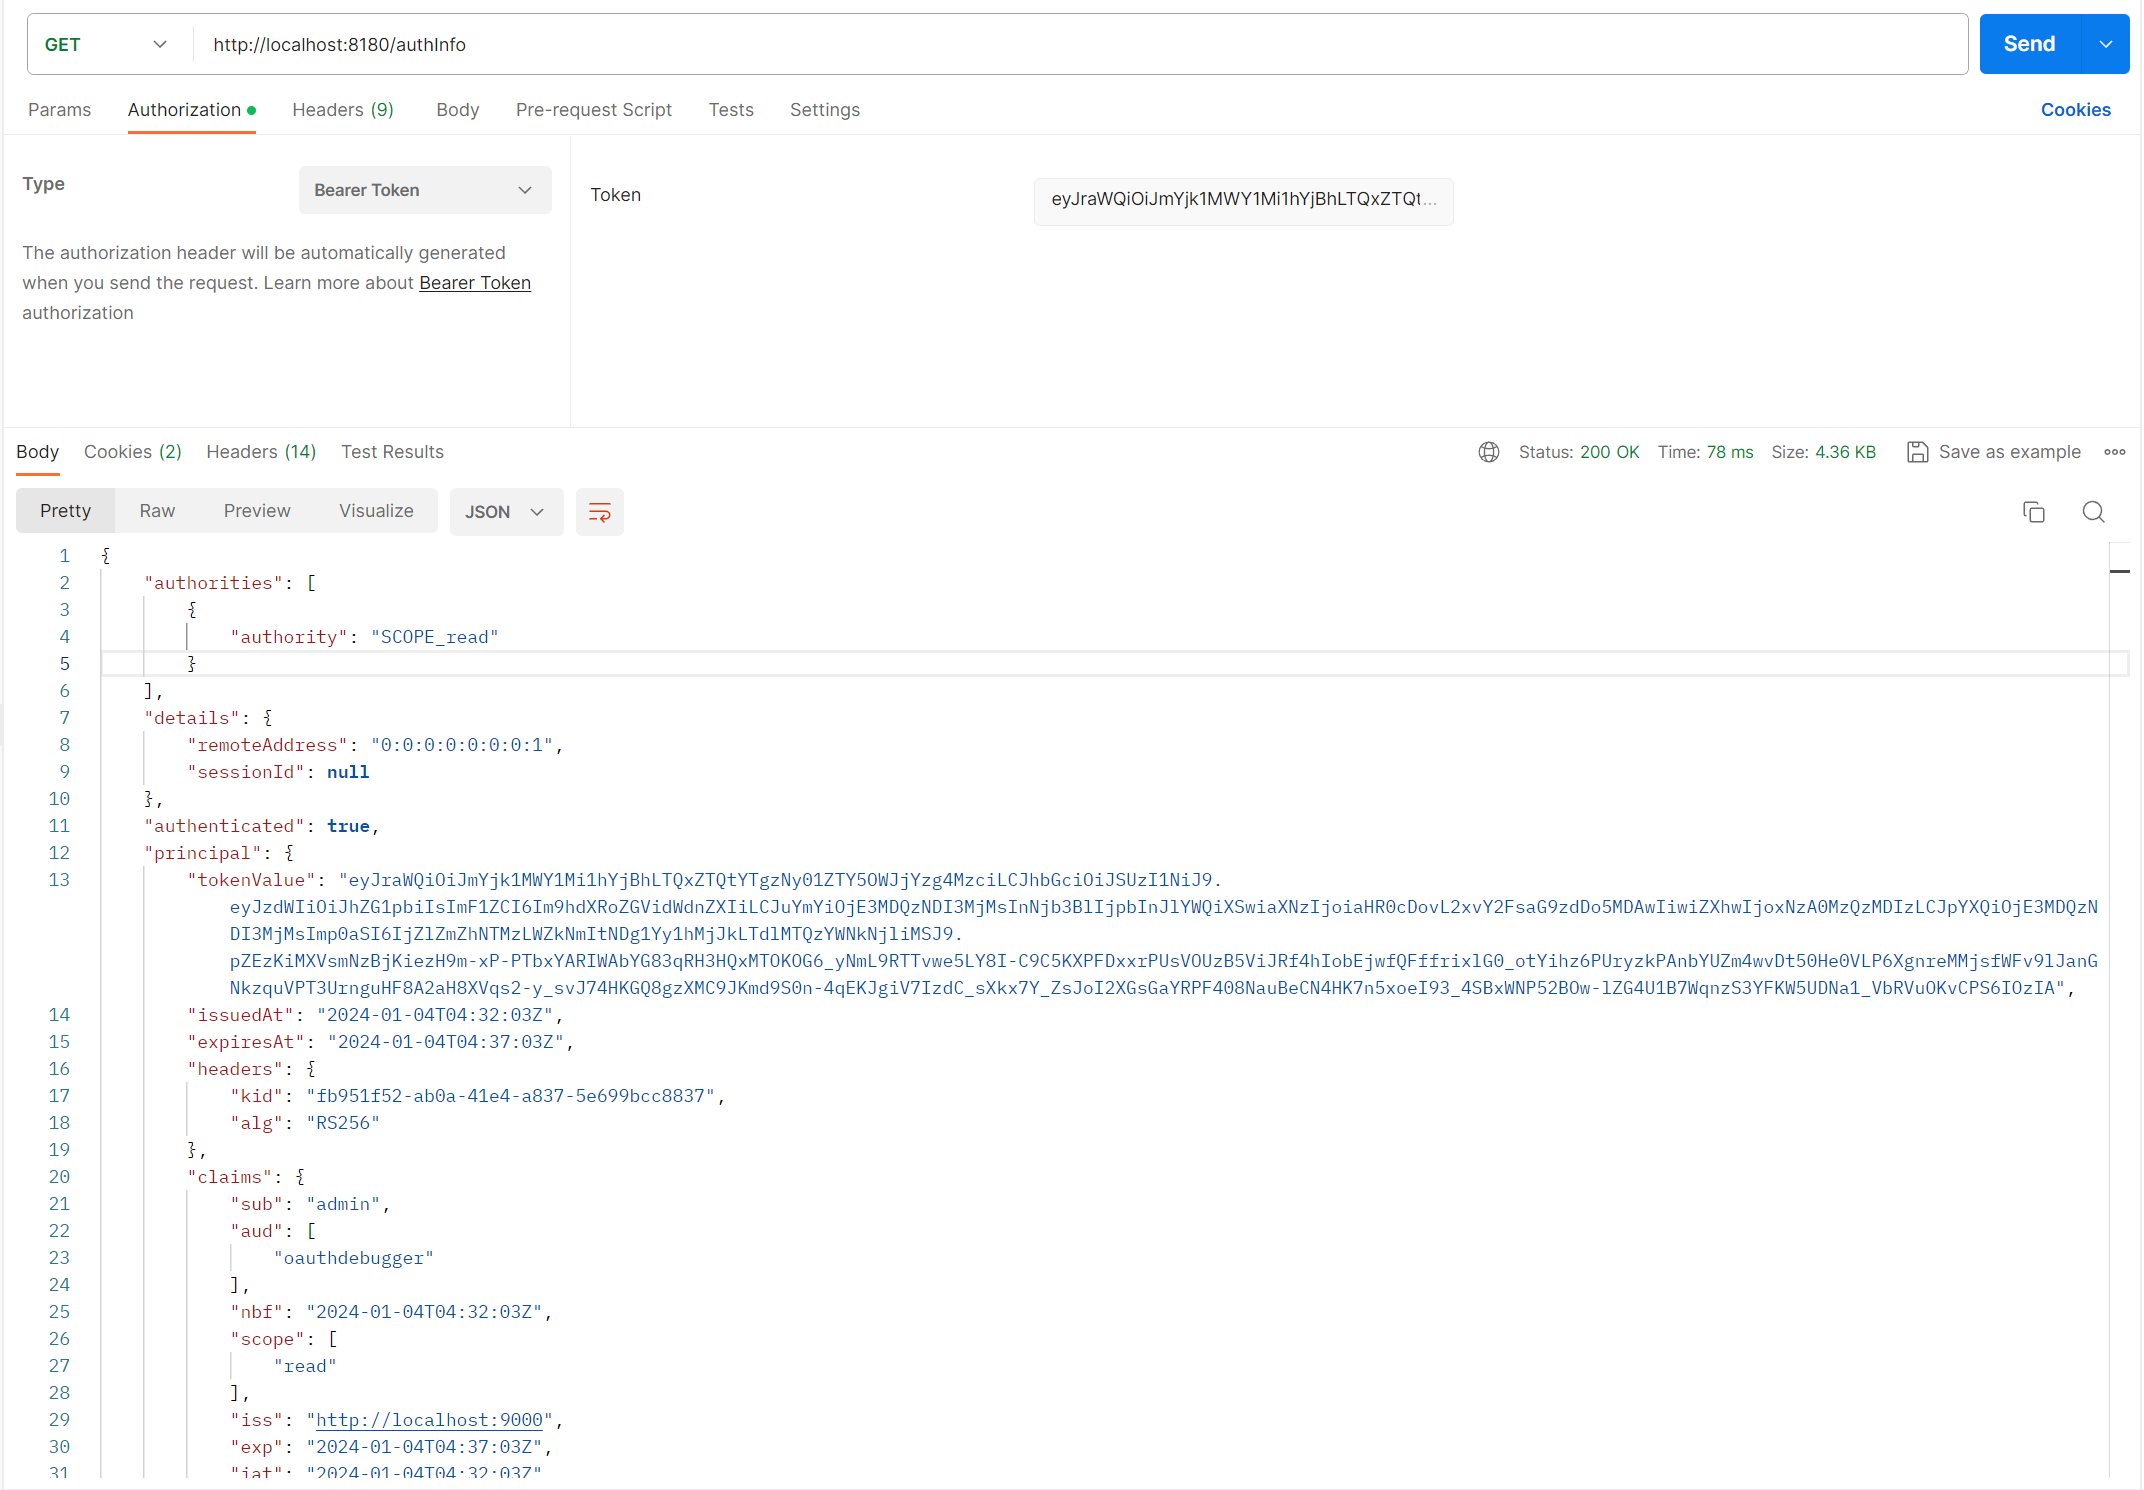 GET http://localhost:8180/authInfo Send
Params Authorization Headers (9) Body Pre-request Script Tests Settings Cookies
Type Bearer Token
The authorization header will be automatically generated
when you send the request. Learn more about Bearer Token
authorization
Token eyJraWQiOiJmYjk1MWY1Mi1hYjBhLTQxZTQt...
Body Cookies (2) Headers (14) Test Results Status: 200 OK Time: 78 ms Size: 4.36 KB Save as example
Pretty Raw Preview Visualize JSON
1 {
2 "authorities": [
3 {
4 "authority": "SCOPE_read"
5 }
6 ],
7 "details": {
8 "remoteAddress": "0:0:0:0:0:0:0:1",
9 "sessionId": null
10 },
11 "authenticated": true,
12 "principal": {
13 "tokenValue": "eyJraWQiOiJmYjk1MWY1Mi1hYjBhLTQxZTQtYTgzNy01ZTY5OWJjYzg4MzciLCJhbGciOiJSUzI1NiJ9.
eyJzdWIiOiJhZG1pbiIsImF1ZCI6Im9hdXRoZGVidWdnZXIiLCJuYmYiOjE3MDQzNDI3MjMsInNjb3BlIjpbInJlYWQiXSwiaXNzIjoiaHR0cDovL2xvY2FsaG9zdDo5MDAwIiwiZXhwIjoxNzA0MzQzMDIzLCJpYXQiOjE3MDQzN
DI3MjMsImp0aSI6IjZlZmZhNTMzLWZkNmItNDg1Yy1hMjJkLTdlMTQzYWNkNjliMSJ9.
pZEzKiMXVsmNzBjKiezH9m-xP-PTbxYARIWAbYG83qRH3HQxMTOKOG6_yNmL9RTTvwe5LY8I-C9C5KXPFDxxrPUsVOUzB5ViJRf4hIobEjwfQFffrixlG0_otYihz6PUryzkPAnbYUZm4wvDt50He0VLP6XgnreMMjsfWFv9lJanG
NkzquVPT3UrnguHF8A2aH8XVqs2-y_svJ74HKGQ8gzXMC9JKmd9S0n-4qEKJgiV7IzdC_sXkx7Y_ZsJoI2XGsGaYRPF408NauBeCN4HK7n5xoeI93_4SBxWNP52BOw-lZG4U1B7WqnzS3YFKW5UDNa1_VbRVuOKvCPS6IOzIA",
14 "issuedAt": "2024-01-04T04:32:03Z",
15 "expiresAt": "2024-01-04T04:37:03Z",
16 "headers": {
17 "kid": "fb951f52-ab0a-41e4-a837-5e699bcc8837",
18 "alg": "RS256"
19 },
20 "claims": {
21 "sub": "admin",
22 "aud": [
23 "oauthdebugger"
24 ],
25 "nbf": "2024-01-04T04:32:03Z",
26 "scope": [
27 "read"
28 ],
29 "iss": "http://localhost:9000",
30 "exp": "2024-01-04T04:37:03Z",
31 "iat": "2024-01-04T04:32:03Z"